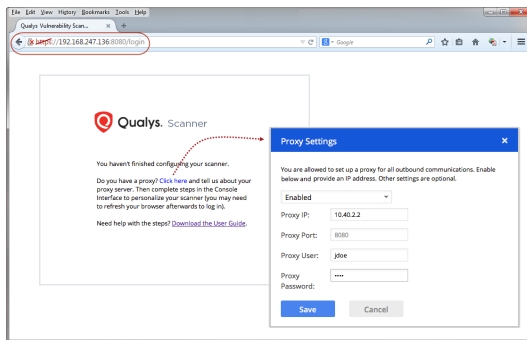 File Edit View History Bookmarks Tools Help
Qualys Vulnerability Scan... × +
https://192.168.247.136:8080/login
Google
Qualys. Scanner
You haven't finished configuring your scanner.
Do you have a proxy? Click here and tell us about your
proxy server. Then complete steps in the Console
Interface to personalize your scanner (you may need
to refresh your browser afterwards to log in).
Need help with the steps? Download the User Guide.
Proxy Settings ×
You are allowed to set up a proxy for all outbound communications. Enable
below and provide an IP address. Other settings are optional.
Enabled
Proxy IP: 10.40.2.2
Proxy Port: 8080
Proxy User: jdoe
Proxy
Password: ••••
Save Cancel